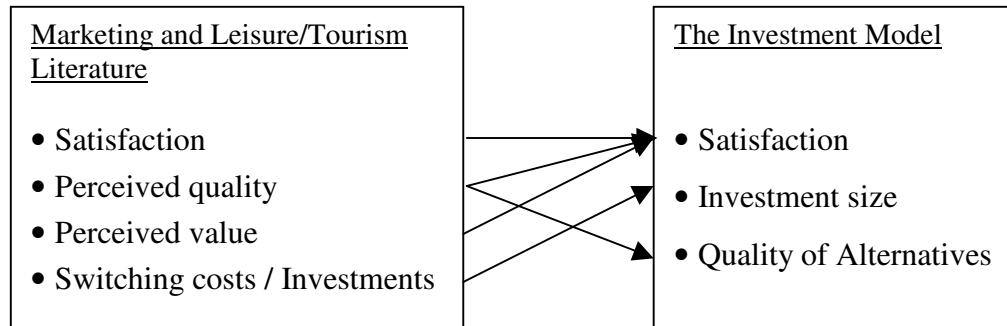 Marketing and Leisure/Tourism
Literature
• Satisfaction
• Perceived quality
• Perceived value
• Switching costs / Investments
The Investment Model
• Satisfaction
• Investment size
• Quality of Alternatives